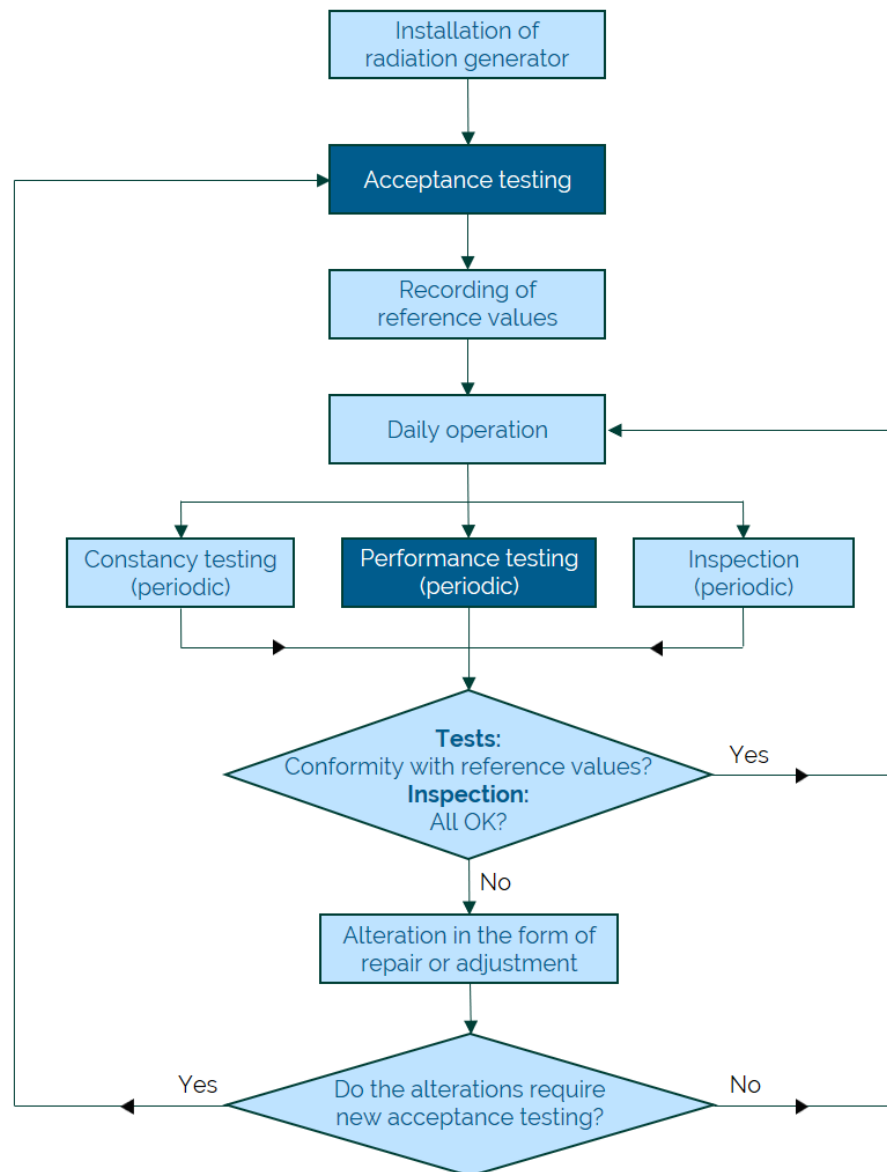 Installation of
radiation generator
Acceptance testing
Recording of
reference values
Daily operation
Constancy testing
(periodic)
Performance testing
(periodic)
Inspection
(periodic)
Tests:
Conformity with reference values?
Inspection:
All OK?
Yes
No
Alteration in the form of
repair or adjustment
Yes
Do the alterations require
new acceptance testing?
No